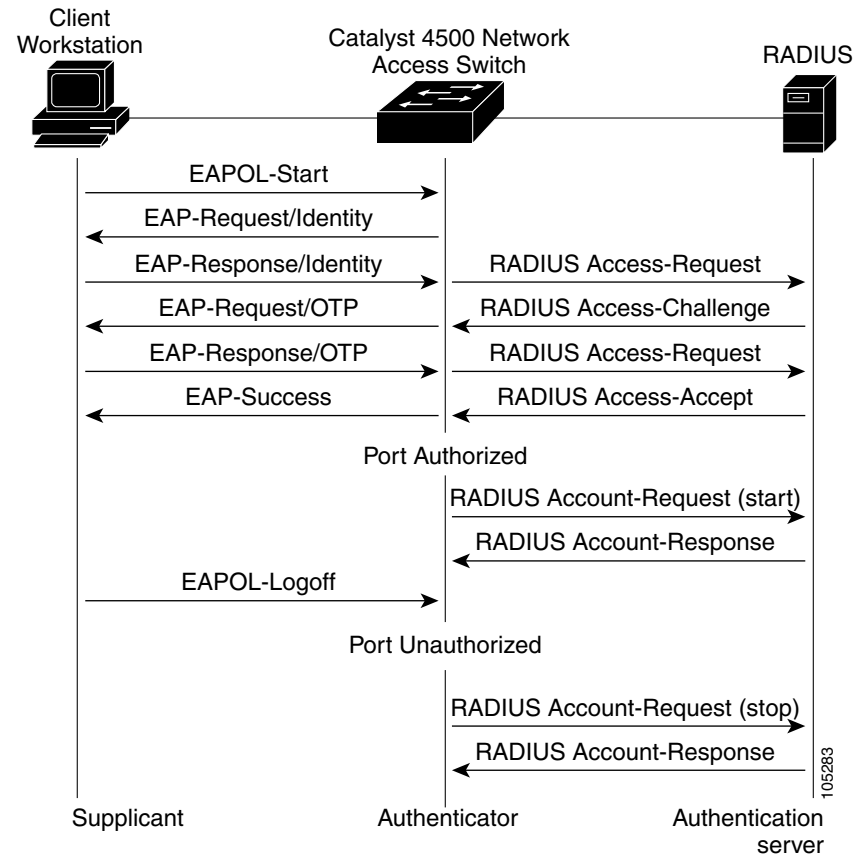 Client
Workstation
Catalyst 4500 Network
Access Switch
RADIUS
EAPOL-Start
EAP-Request/Identity
EAP-Response/Identity
RADIUS Access-Request
EAP-Request/OTP
RADIUS Access-Challenge
EAP-Response/OTP
RADIUS Access-Request
EAP-Success
RADIUS Access-Accept
Port Authorized
RADIUS Account-Request (start)
RADIUS Account-Response
EAPOL-Logoff
Port Unauthorized
RADIUS Account-Request (stop)
RADIUS Account-Response
105283
Supplicant
Authenticator
Authentication
server